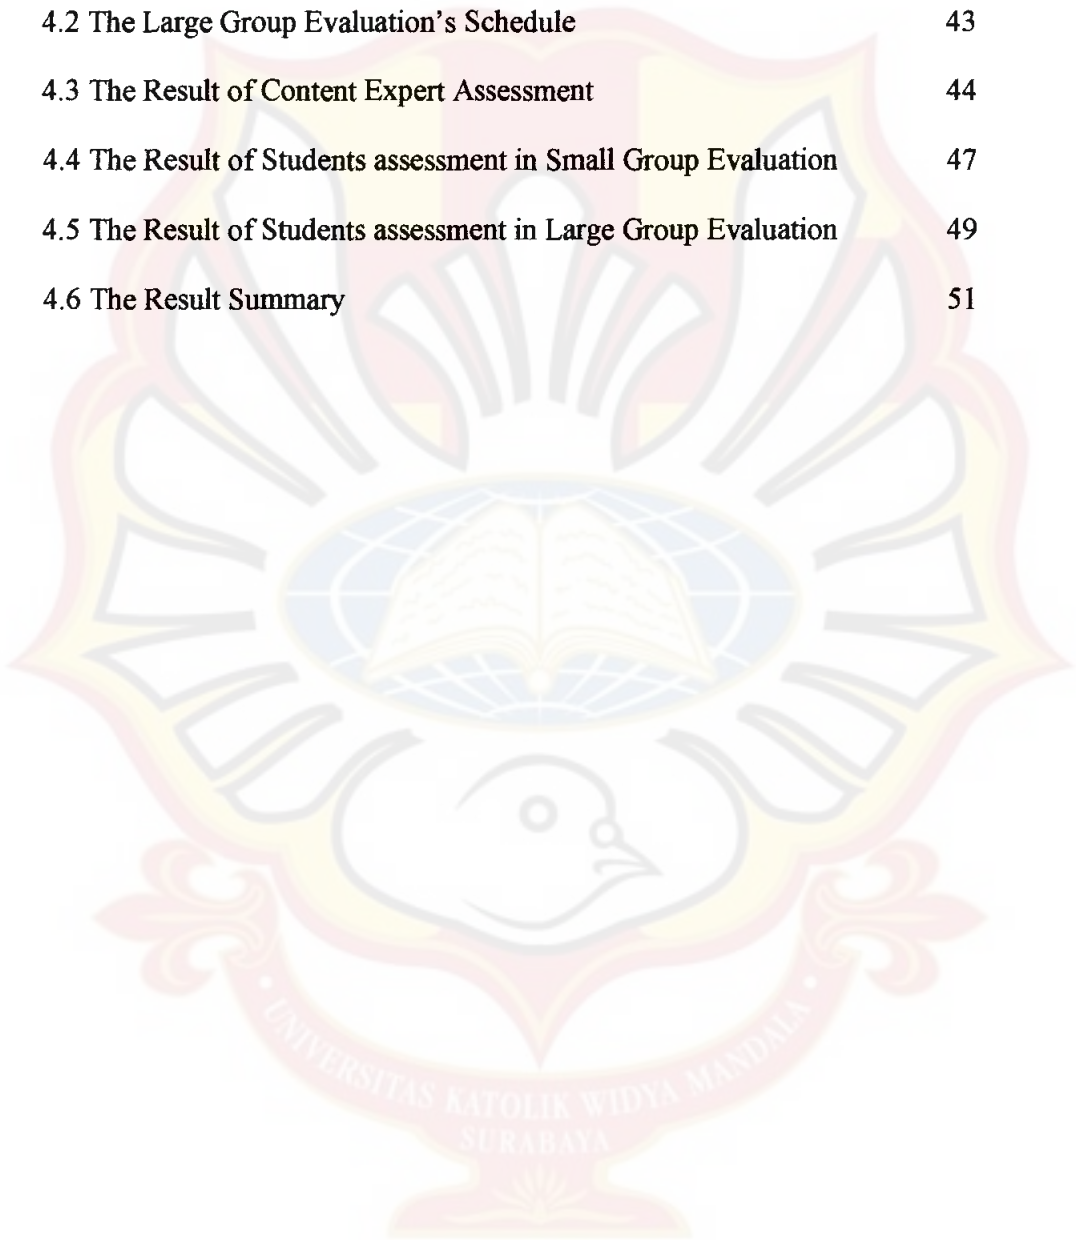 4.2 The Large Group Evaluation’s Schedule 43
4.3 The Result of Content Expert Assessment 44
4.4 The Result of Students assessment in Small Group Evaluation 47
4.5 The Result of Students assessment in Large Group Evaluation 49
4.6 The Result Summary 51
UNIVERSITAS KATOLIK WIDYA MANDALA
SURABAYA